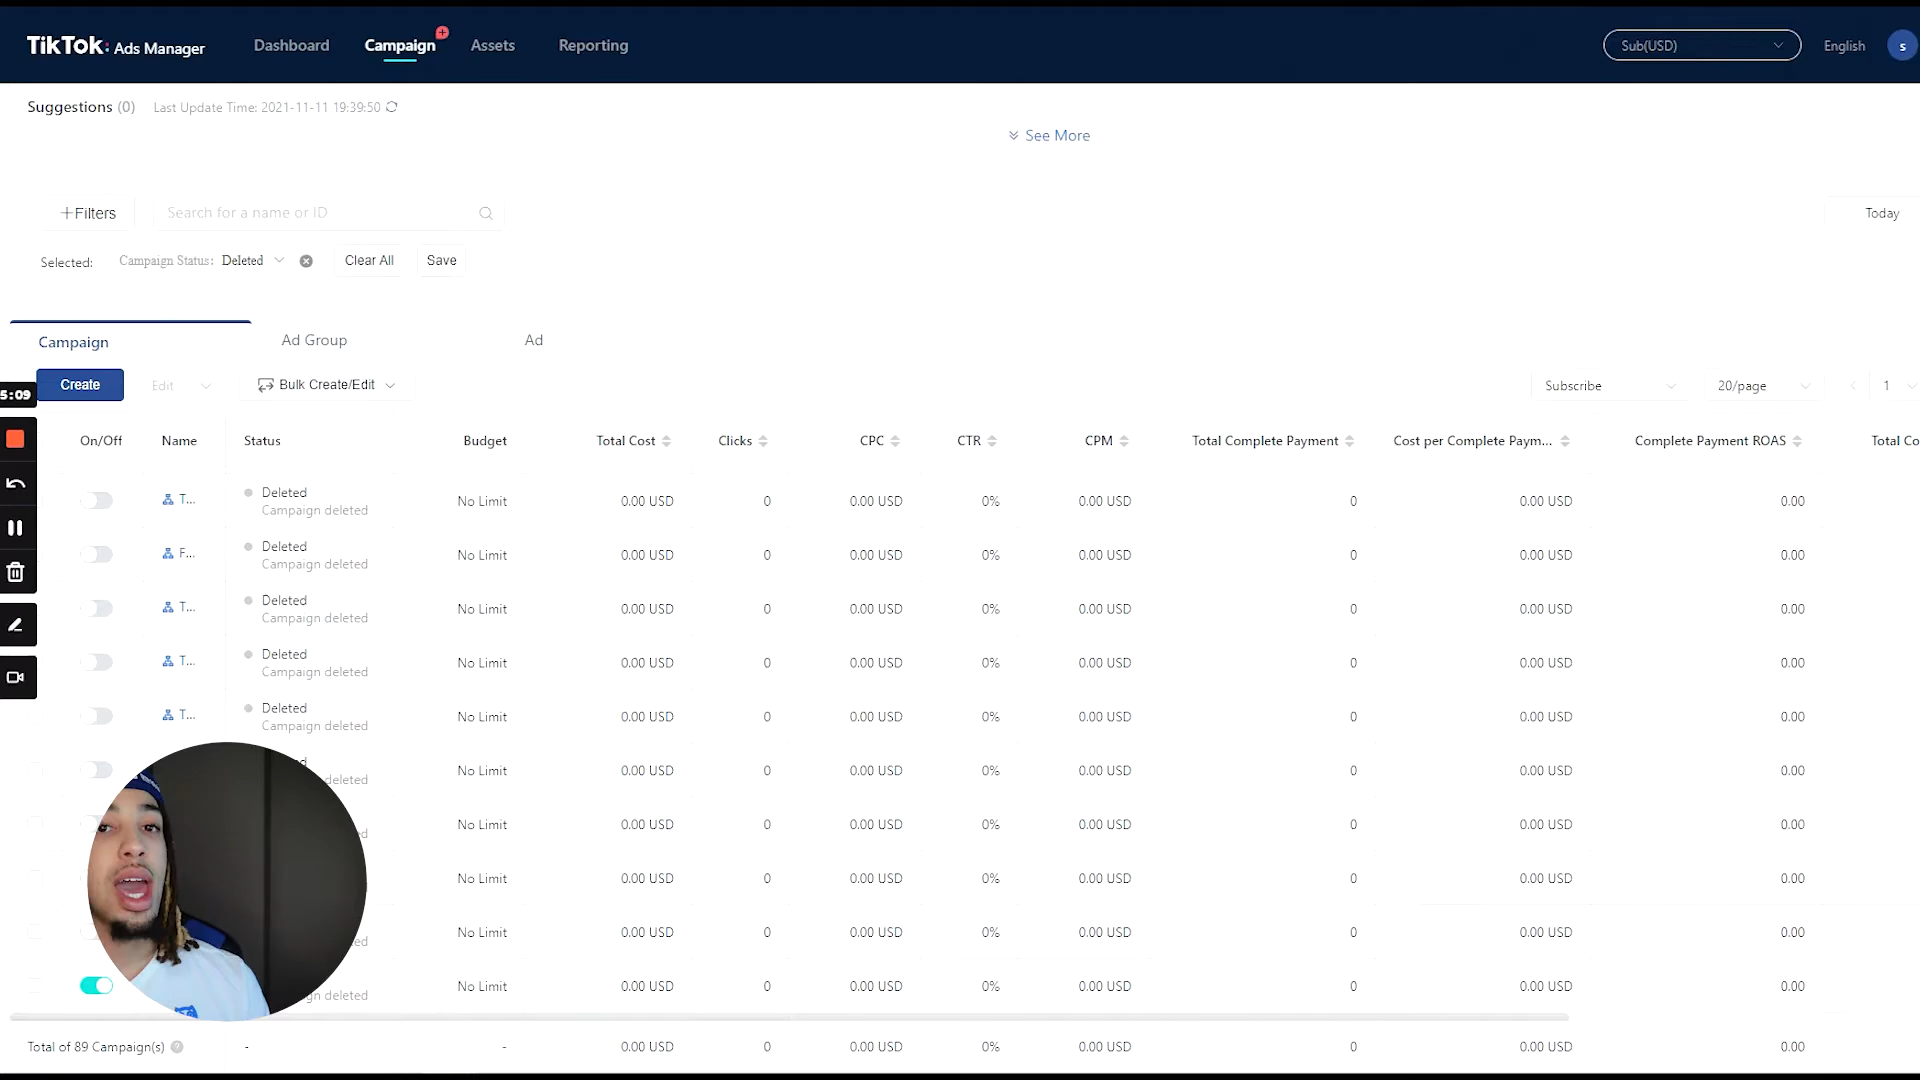 TikTok: Ads Manager Dashboard Campaign Assets Reporting Sub(USD) English s
Suggestions (0) Last Update Time: 2021-11-11 19:39:50
See More
+Filters Search for a name or ID Today
Selected: Campaign Status: Deleted Clear All Save
Campaign Ad Group Ad
Create Edit Bulk Create/Edit Subscribe 20/page 1
5:09
On/Off Name Status Budget Total Cost Clicks CPC CTR CPM Total Complete Payment Cost per Complete Paym... Complete Payment ROAS Total Co
T... Deleted No Limit 0.00 USD 0 0.00 USD 0% 0.00 USD 0 0.00 USD 0.00
Campaign deleted
F... Deleted No Limit 0.00 USD 0 0.00 USD 0% 0.00 USD 0 0.00 USD 0.00
Campaign deleted
T... Deleted No Limit 0.00 USD 0 0.00 USD 0% 0.00 USD 0 0.00 USD 0.00
Campaign deleted
T... Deleted No Limit 0.00 USD 0 0.00 USD 0% 0.00 USD 0 0.00 USD 0.00
Campaign deleted
T... Deleted No Limit 0.00 USD 0 0.00 USD 0% 0.00 USD 0 0.00 USD 0.00
Campaign deleted
No Limit 0.00 USD 0 0.00 USD 0% 0.00 USD 0 0.00 USD 0.00
deleted
No Limit 0.00 USD 0 0.00 USD 0% 0.00 USD 0 0.00 USD 0.00
ed
No Limit 0.00 USD 0 0.00 USD 0% 0.00 USD 0 0.00 USD 0.00
No Limit 0.00 USD 0 0.00 USD 0% 0.00 USD 0 0.00 USD 0.00
ed
No Limit 0.00 USD 0 0.00 USD 0% 0.00 USD 0 0.00 USD 0.00
gn deleted
Total of 89 Campaign(s) - - 0.00 USD 0 0.00 USD 0% 0.00 USD 0 0.00 USD 0.00